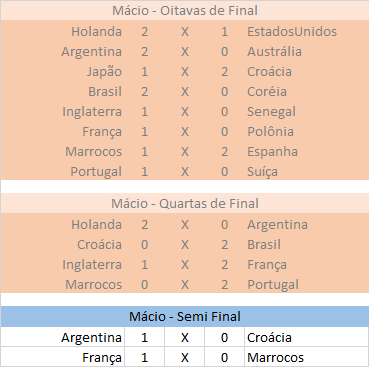 Mácio - Oitavas de Final
Holanda 2 X 1 EstadosUnidos
Argentina 2 X 0 Austrália
Japão 1 X 2 Croácia
Brasil 2 X 0 Coréia
Inglaterra 1 X 0 Senegal
França 1 X 0 Polônia
Marrocos 1 X 2 Espanha
Portugal 1 X 0 Suíça
Mácio - Quartas de Final
Holanda 2 X 0 Argentina
Croácia 0 X 2 Brasil
Inglaterra 1 X 2 França
Marrocos 0 X 2 Portugal
Mácio - Semi Final
Argentina 1 X 0 Croácia
França 1 X 0 Marrocos